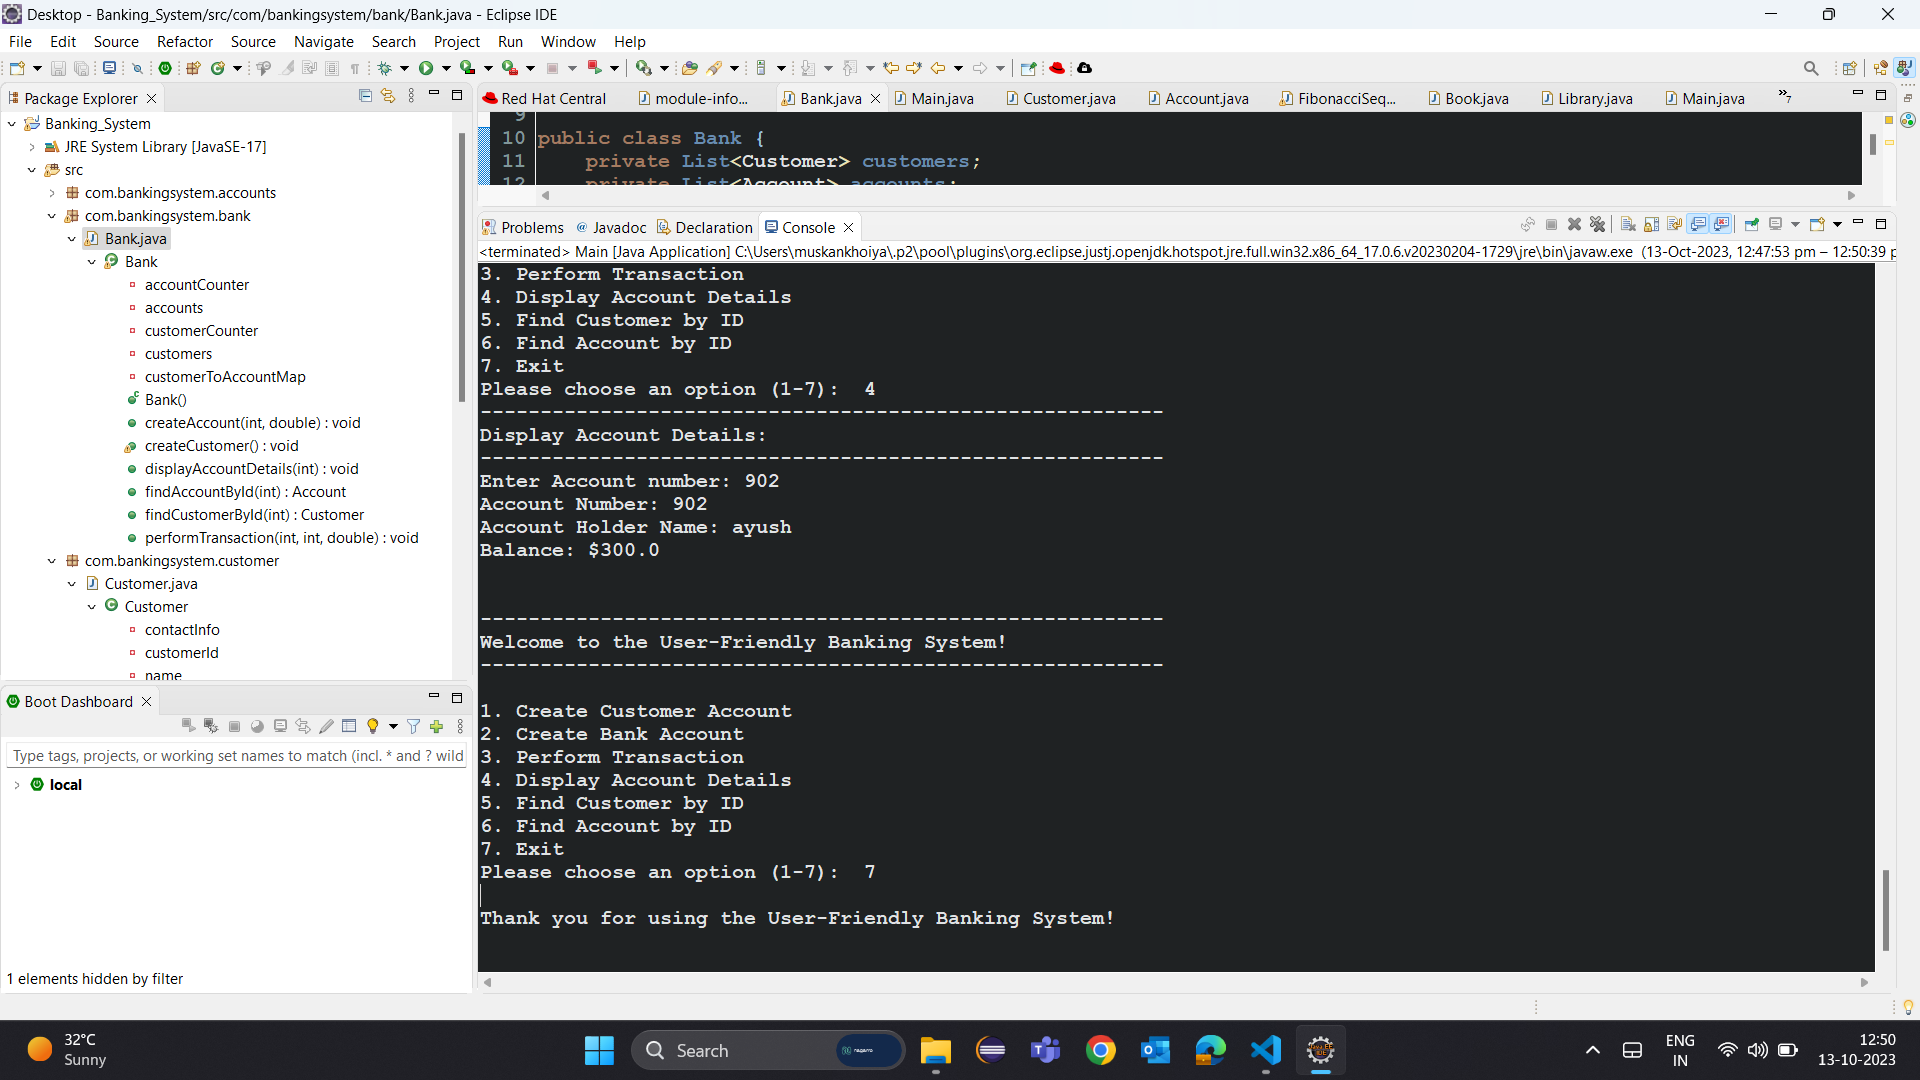 Desktop - Banking_System/src/com/bankingsystem/bank/Bank.java - Eclipse IDE
File Edit Source Refactor Source Navigate Search Project Run Window Help
Package Explorer
Banking_System
JRE System Library [JavaSE-17]
src
com.bankingsystem.accounts
com.bankingsystem.bank
Bank.java
Bank
accountCounter
accounts
customerCounter
customers
customerToAccountMap
Bank()
createAccount(int, double) : void
createCustomer() : void
displayAccountDetails(int) : void
findAccountById(int) : Account
findCustomerById(int) : Customer
performTransaction(int, int, double) : void
com.bankingsystem.customer
Customer.java
Customer
contactInfo
customerId
name
Boot Dashboard
Type tags, projects, or working set names to match (incl. * and ? wild
local
1 elements hidden by filter
Red Hat Central module-info... Bank.java Main.java Customer.java Account.java FibonacciSeq... Book.java Library.java Main.java »7
9
10 public class Bank {
11 private List<Customer> customers;
12 private List<Account> accounts;
Problems @ Javadoc Declaration Console
<terminated> Main [Java Application] C:\Users\muskankhoiya\.p2\pool\plugins\org.eclipse.justj.openjdk.hotspot.jre.full.win32.x86_64_17.0.6.v20230204-1729\jre\bin\javaw.exe (13-Oct-2023, 12:47:53 pm – 12:50:39 p
3. Perform Transaction
4. Display Account Details
5. Find Customer by ID
6. Find Account by ID
7. Exit
Please choose an option (1-7): 4
---------------------------------------------------------
Display Account Details:
---------------------------------------------------------
Enter Account number: 902
Account Number: 902
Account Holder Name: ayush
Balance: $300.0
---------------------------------------------------------
Welcome to the User-Friendly Banking System!
---------------------------------------------------------
1. Create Customer Account
2. Create Bank Account
3. Perform Transaction
4. Display Account Details
5. Find Customer by ID
6. Find Account by ID
7. Exit
Please choose an option (1-7): 7
Thank you for using the User-Friendly Banking System!
32°C
Sunny
Search
nagarro
ENG
IN
12:50
13-10-2023